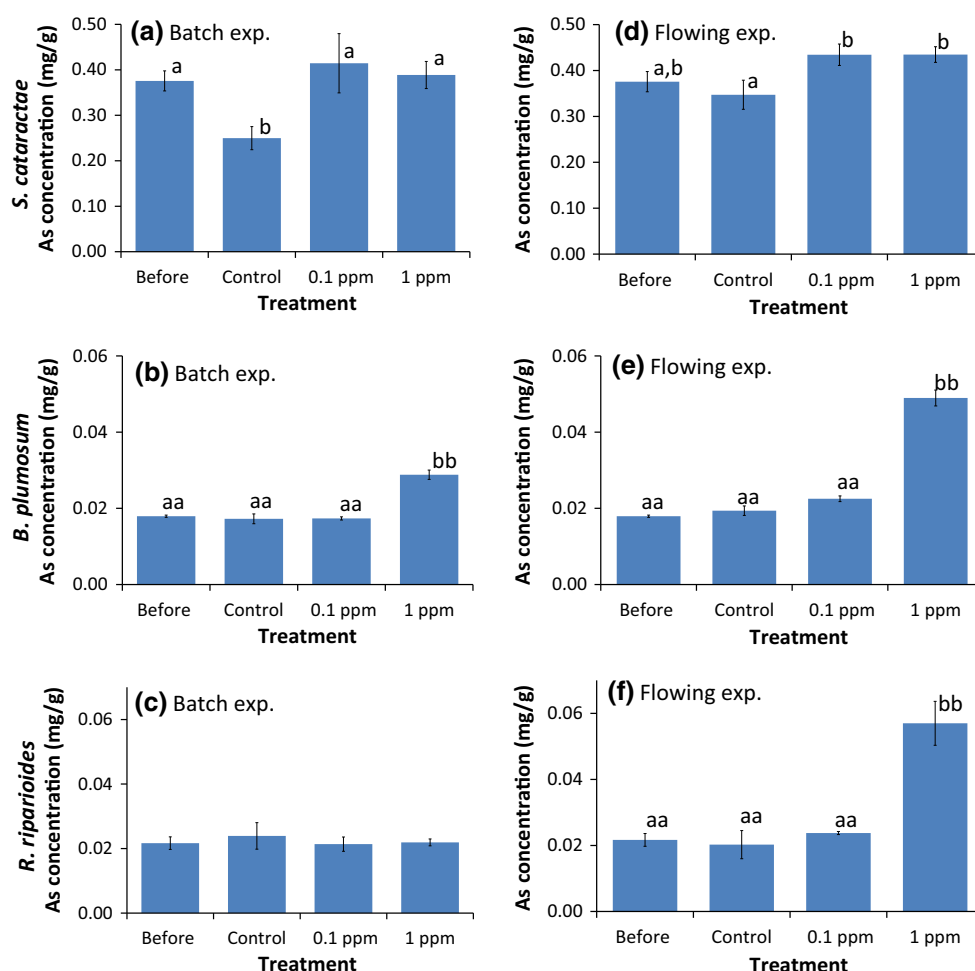 (a) Batch exp.
S. cataractae
As concentration (mg/g)
0.50
0.40
0.30
0.20
0.10
0.00
a
b
a
a
Before Control 0.1 ppm 1 ppm
Treatment
(d) Flowing exp.
As concentration (mg/g)
0.50
0.40
0.30
0.20
0.10
0.00
a,b
a
b
b
Before Control 0.1 ppm 1 ppm
Treatment
(b) Batch exp.
B. plumosum
As concentration (mg/g)
0.06
0.04
0.02
0.00
aa
aa
aa
bb
Before Control 0.1 ppm 1 ppm
Treatment
(e) Flowing exp.
As concentration (mg/g)
0.06
0.04
0.02
0.00
aa
aa
aa
bb
Before Control 0.1 ppm 1 ppm
Treatment
(c) Batch exp.
R. riparioides
As concentration (mg/g)
0.06
0.04
0.02
0.00
Before Control 0.1 ppm 1 ppm
Treatment
(f) Flowing exp.
As concentration (mg/g)
0.06
0.04
0.02
0.00
aa
aa
aa
bb
Before Control 0.1 ppm 1 ppm
Treatment